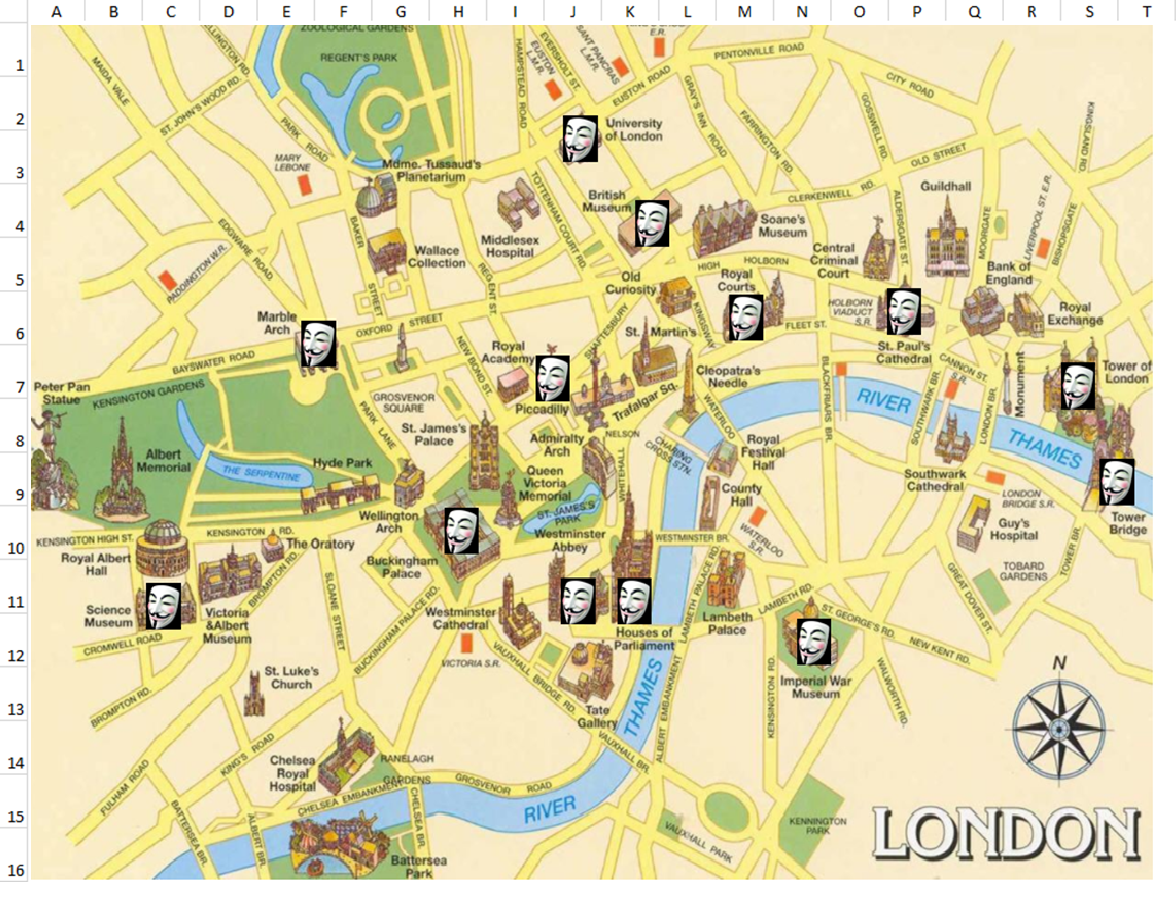 A B C D E F G H I J K L M N O P Q R S T
1
2
3
4
5
6
7
8
9
10
11
12
13
14
15
16
ZOOLOGICAL GARDENS
REGENT'S PARK
MAIDA VALE
ST. JOHN'S WOOD RD.
PARK ROAD
HAMPSTEAD ROAD
EVERSHOLT ST.
EUSTON
L.M.R.
SANT PANCRAS
L.M.R.
E.R.
EUSTON ROAD
PENTONVILLE ROAD
CITY ROAD
GRAY'S INN ROAD
FARRINGTON RD.
GOSSWELL RD.
OLD STREET
KINGSLAND RD.
University
of London
MARY
LEBONE
Mdme. Tussaud's
Planetarium
TOTTENHAM COURT RD.
British
Museum
CLERKENWELL RD.
Guildhall
EDGWARE ROAD
BAKER
STREET
Wallace
Collection
Middlesex
Hospital
REGENT ST.
Soane's
Museum
Central
Criminal
Court
ALDERSGATE ST
MOORGATE
LIVERPOOL ST. E.R.
BISHOPSGATE
PADDINGTON W.R.
HIGH
HOLBORN
Old
Curiosity
Royal
Courts
KINGSWAY
Bank of
England
HOLBORN
VIADUCT
S.R.
Royal
Exchange
Marble
Arch
OXFORD STREET
SHAFTESBURY
St. Martin's
FLEET ST.
St. Paul's
Cathedral
BAYSWATER ROAD
NEW BOND ST.
Royal
Academy
CANNON ST.
S.R.
Monument
Tower of
London
Peter Pan
Statue
KENSINGTON GARDENS
GROSVENOR
SQUARE
PARK LANE
Piccadilly
Trafalgar Sq.
Cleopatra's
Needle
WATERLOO
BLACKFRIARS BR.
RIVER
SOUTHWARK BR.
LONDON BR.
THAMES
St. James's
Palace
Admiralty
Arch
NELSON
CHARING
CROSS STN.
Royal
Festival
Hall
Albert
Memorial
THE SERPENTINE
Hyde Park
Queen
Victoria
Memorial
WHITEHALL
County
Hall
Southwark
Cathedral
LONDON
BRIDGE S.R.
Tower
Bridge
Wellington
Arch
ST. JAMES'S
PARK
WATERLOO
S.R.
Guy's
Hospital
KENSINGTON HIGH ST.
KENSINGTON RD.
The Oratory
Westminster
Abbey
WESTMINSTER BR.
TOWER BR.
Royal Albert
Hall
Buckingham
Palace
LAMBETH PALACE RD
TOBAIRD
GARDENS
GREAT DOVER ST.
BROMPTON RD.
SLOANE STREET
BUCKINGHAM PALACE RD.
Science
Museum
Victoria
&Albert
Museum
Westminster
Cathedral
Houses of
Parliament
Lambeth
Palace
LAMBETH RD.
ST. GEORGE'S RD.
NEW KENT RD.
CROMWELL ROAD
VICTORIA S.R.
VAUXHALL BRIDGE RD.
Imperial War
Museum
St. Luke's
Church
BROMPTON RD.
Tate
Gallery
THAMES
ALBERT EMBANKMENT
KENSINGTON RD.
WALWORTH RD.
N
VAUXHALL BR.
KING'S ROAD
Chelsea
Royal
Hospital
RANELAGH
GARDENS
GROSVENOIR ROAD
FULHAM ROAD
CHELSEA EMBANKMENT
RIVER
BATTERSEA BR.
ALBERT BR.
CHELSEA BR.
Battersea
Park
VAUXHALL PARK
KENNINGTON
PARK
LONDON